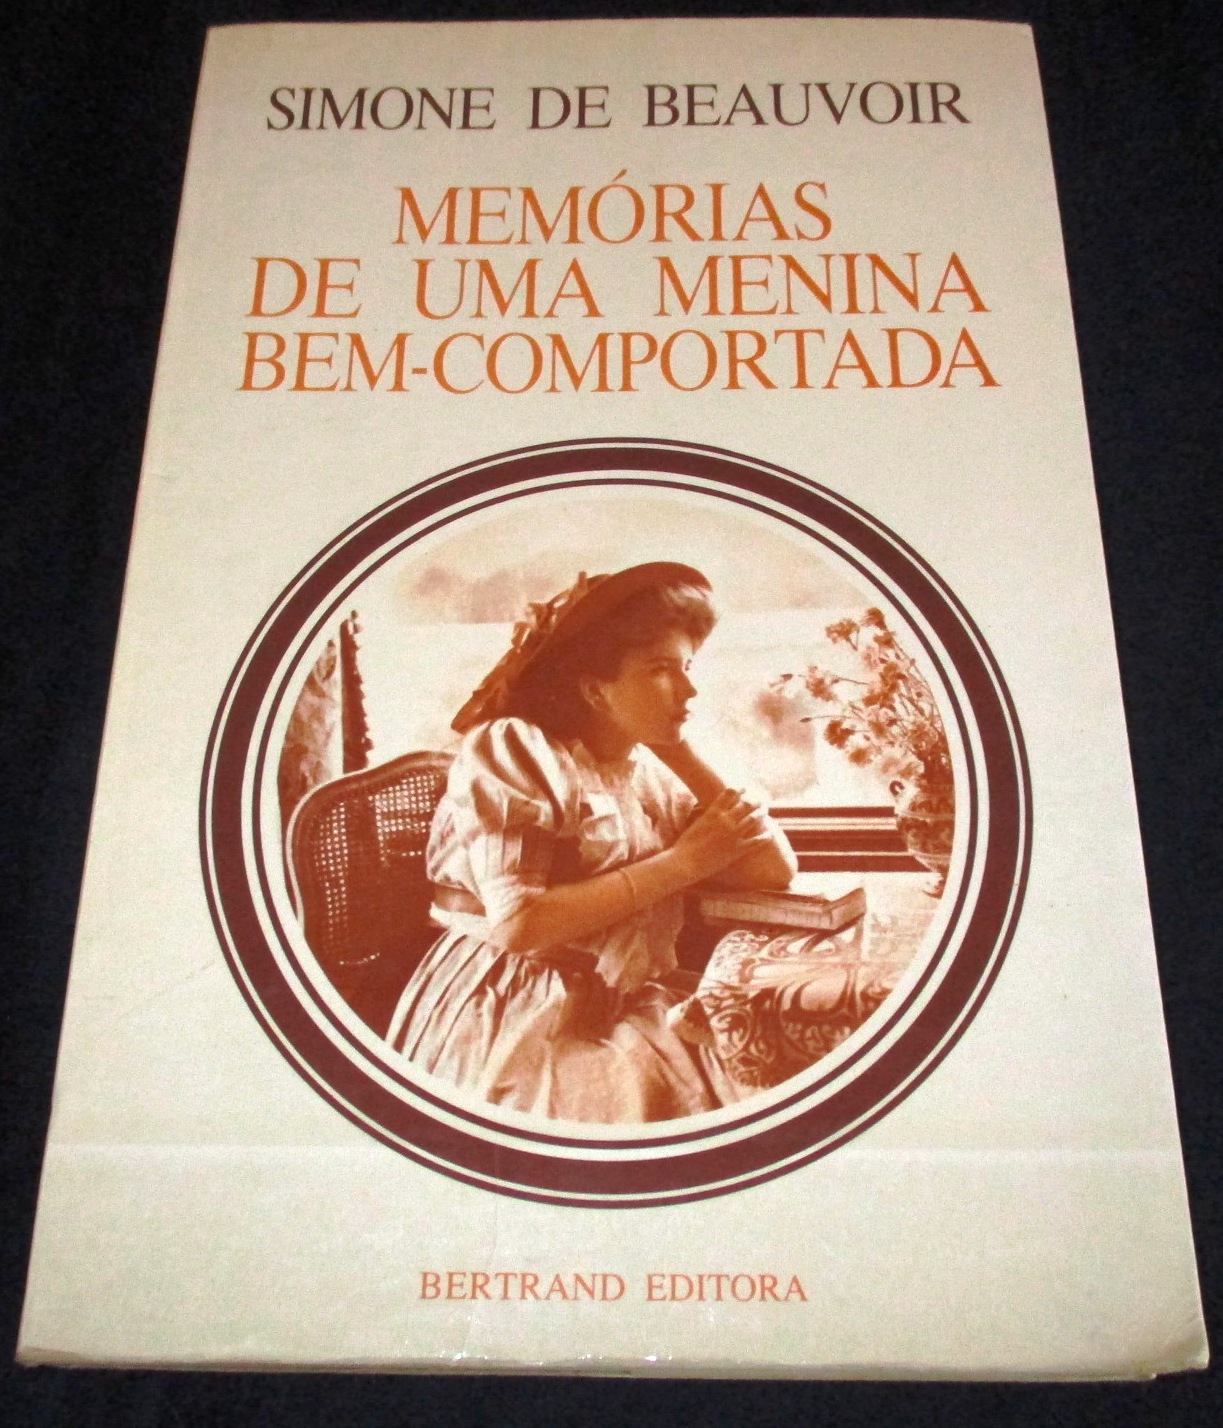 SIMONE DE BEAUVOIR
MEMÓRIAS
DE UMA MENINA
BEM-COMPORTADA
BERTRAND EDITORA